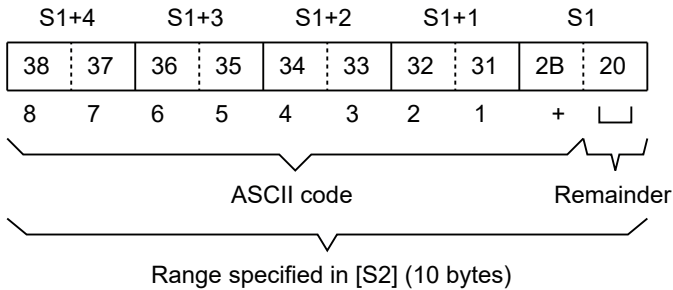 S1+4 S1+3 S1+2 S1+1 S1
38 37 36 35 34 33 32 31 2B 20
8 7 6 5 4 3 2 1 +
ASCII code Remainder
Range specified in [S2] (10 bytes)